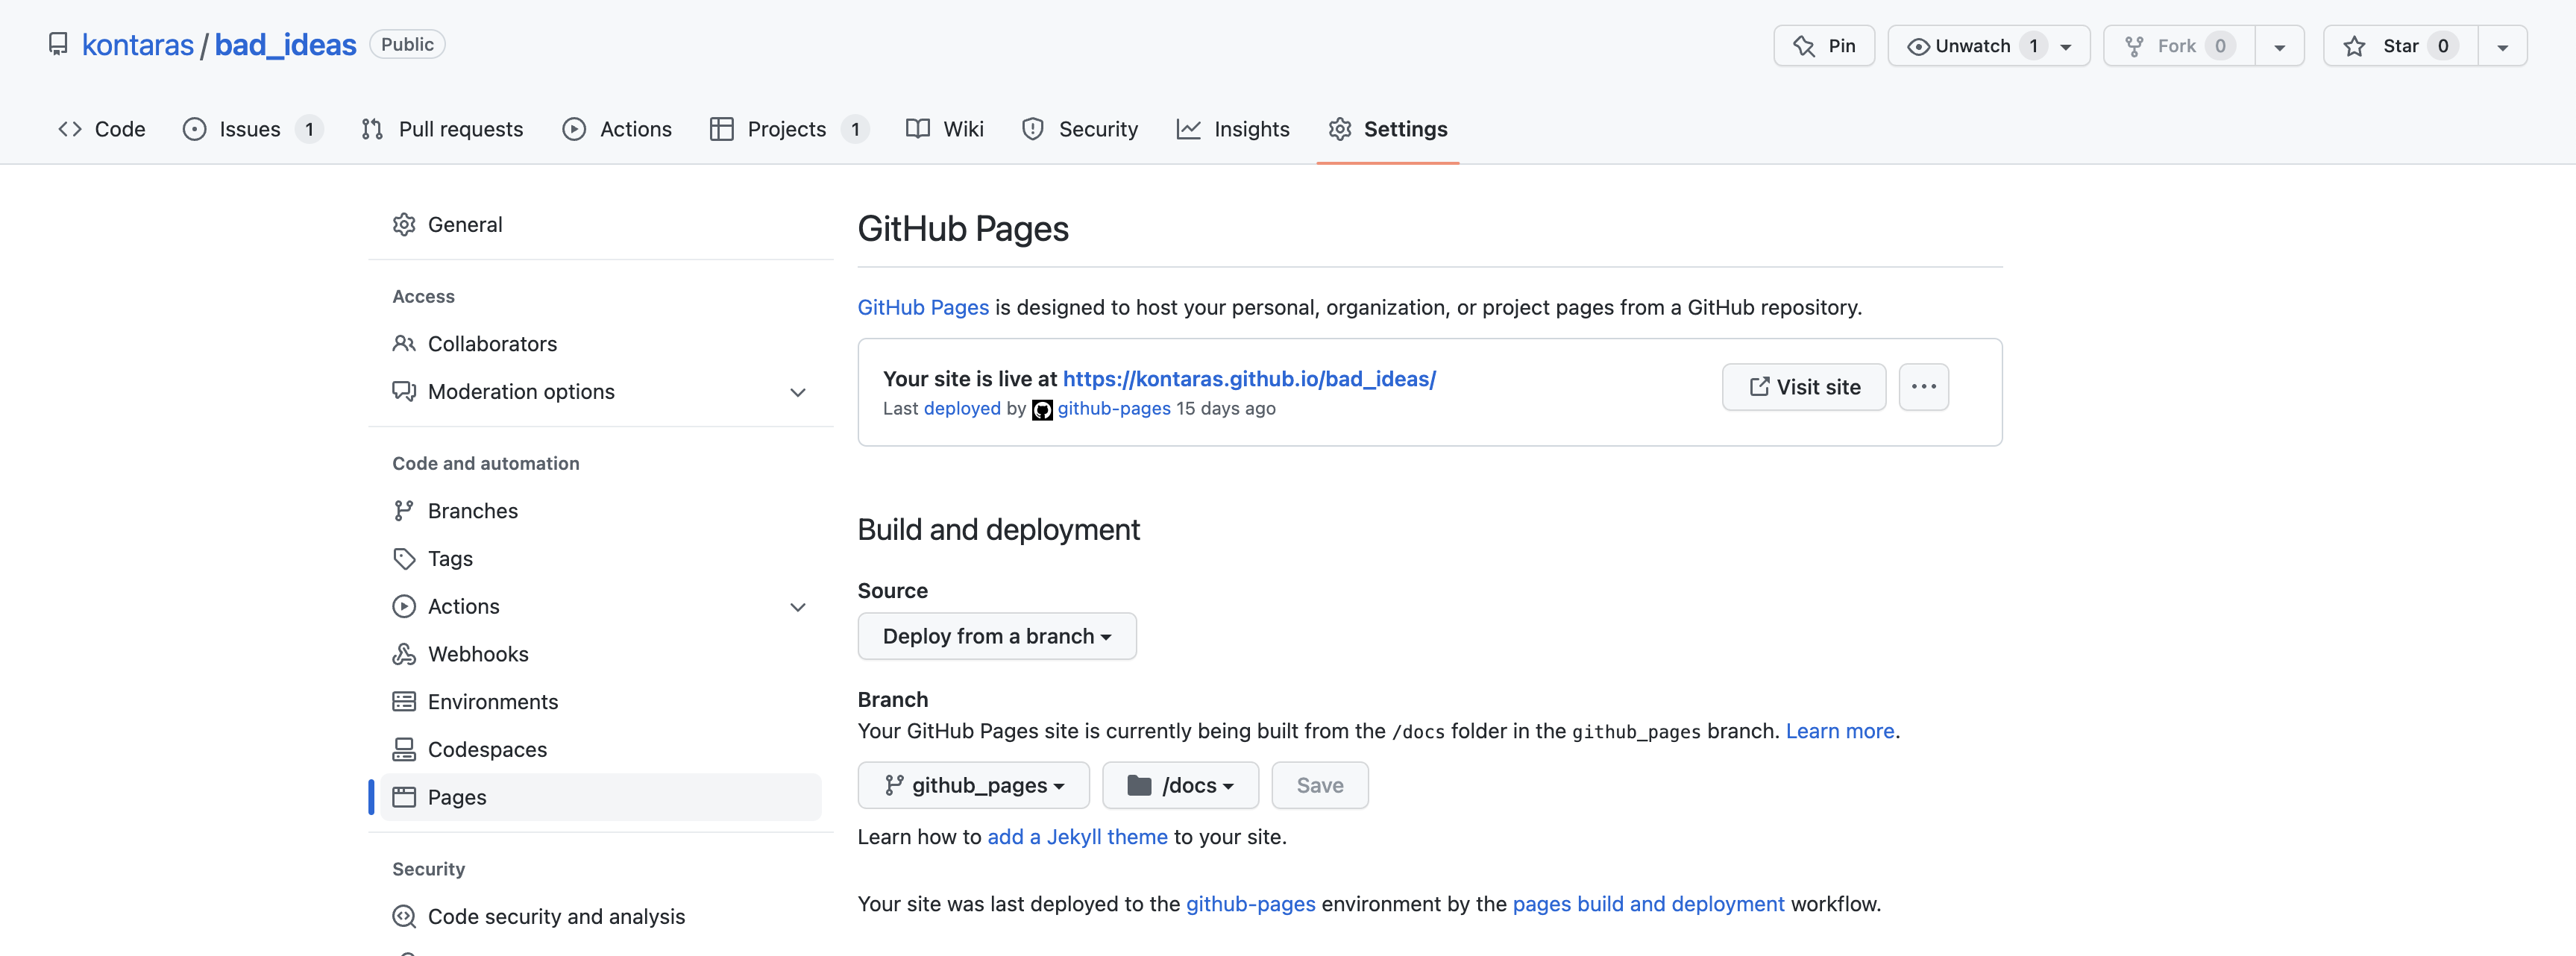 kontaras / bad_ideas Public
Pin
Unwatch 1
Fork 0
Star 0
Code
Issues 1
Pull requests
Actions
Projects 1
Wiki
Security
Insights
Settings
General
Access
Collaborators
Moderation options
Code and automation
Branches
Tags
Actions
Webhooks
Environments
Codespaces
Pages
Security
Code security and analysis
GitHub Pages
GitHub Pages is designed to host your personal, organization, or project pages from a GitHub repository.
Your site is live at https://kontaras.github.io/bad_ideas/
Last deployed by github-pages 15 days ago
Visit site
Build and deployment
Source
Deploy from a branch
Branch
Your GitHub Pages site is currently being built from the /docs folder in the github_pages branch. Learn more.
github_pages
/docs
Save
Learn how to add a Jekyll theme to your site.
Your site was last deployed to the github-pages environment by the pages build and deployment workflow.